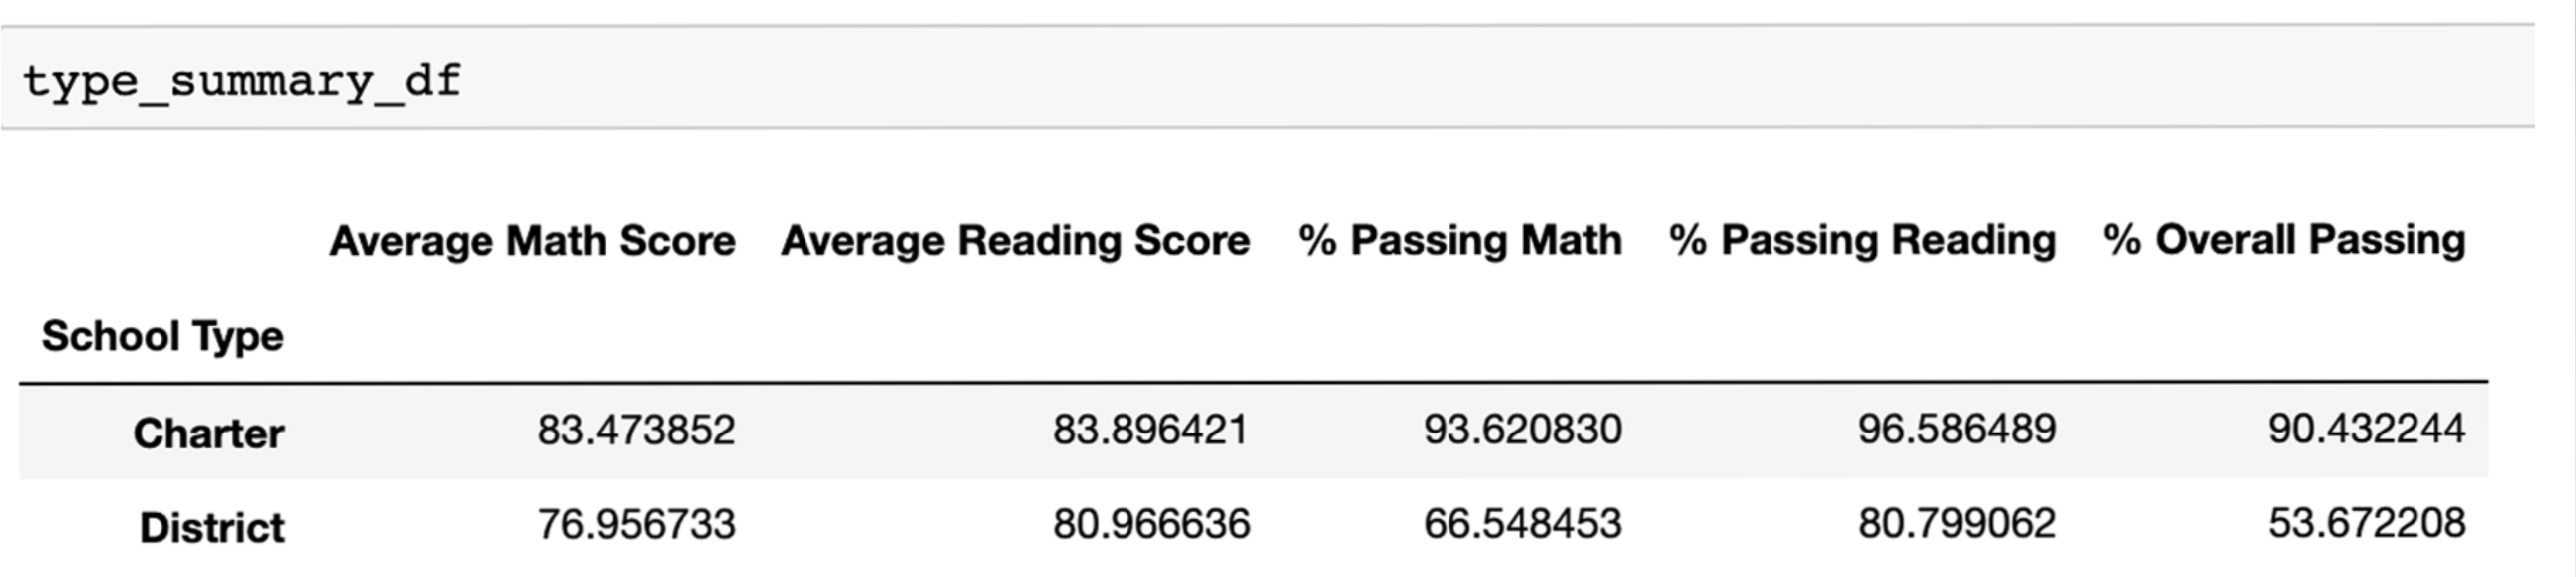 type_summary_df
Average Math Score Average Reading Score % Passing Math % Passing Reading % Overall Passing
School Type
Charter 83.473852 83.896421 93.620830 96.586489 90.432244
District 76.956733 80.966636 66.548453 80.799062 53.672208